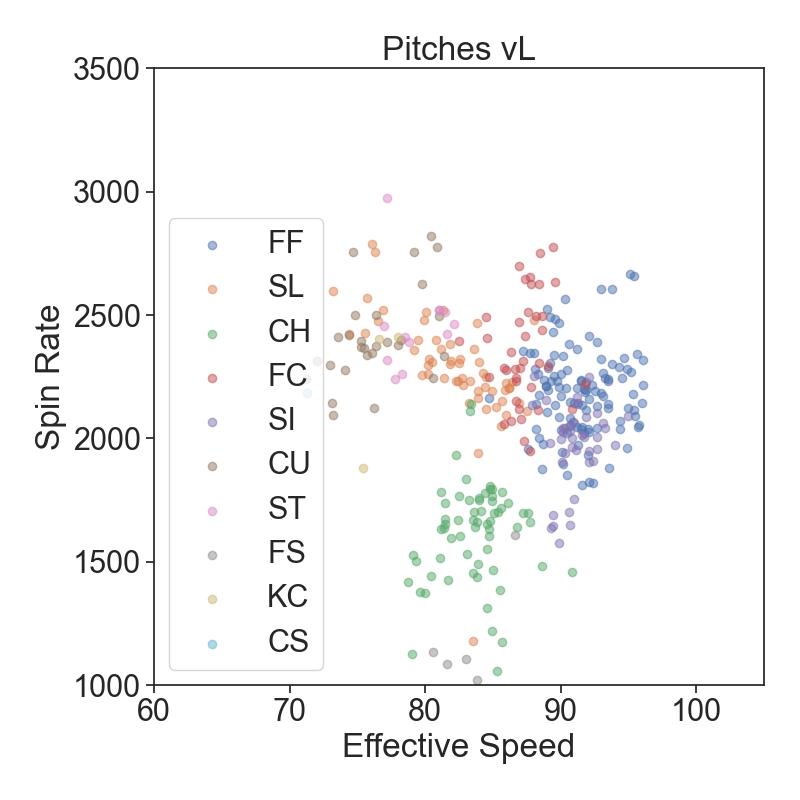 Pitches vL
3500
3000
2500
2000
1500
1000
Spin Rate
FF
SL
CH
FC
SI
CU
ST
FS
KC
CS
60 70 80 90 100
Effective Speed